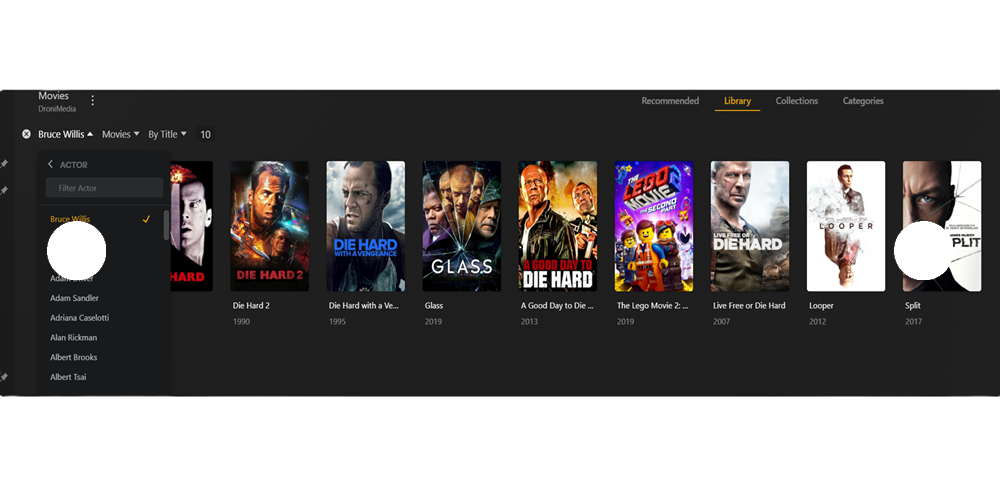 Movies
DroniMedia
Recommended Library Collections Categories
Bruce Willis Movies By Title 10
ACTOR
Filter Actor
Bruce Willis
Adam Sandler
Adriana Caselotti
Alan Rickman
Albert Brooks
Albert Tsai
HARD
DIE HARD 2
DIE HARD
WITH A VENGEANCE
GLASS
A GOOD DAY TO
DIE HARD
THE LEGO MOVIE 2
THE SECOND PART
LIVE FREE OR
DIE HARD
LOOPER
PLIT
Die Hard 2
1990
Die Hard with a Ve...
1995
Glass
2019
A Good Day to Die ...
2013
The Lego Movie 2: ...
2019
Live Free or Die Hard
2007
Looper
2012
Split
2017